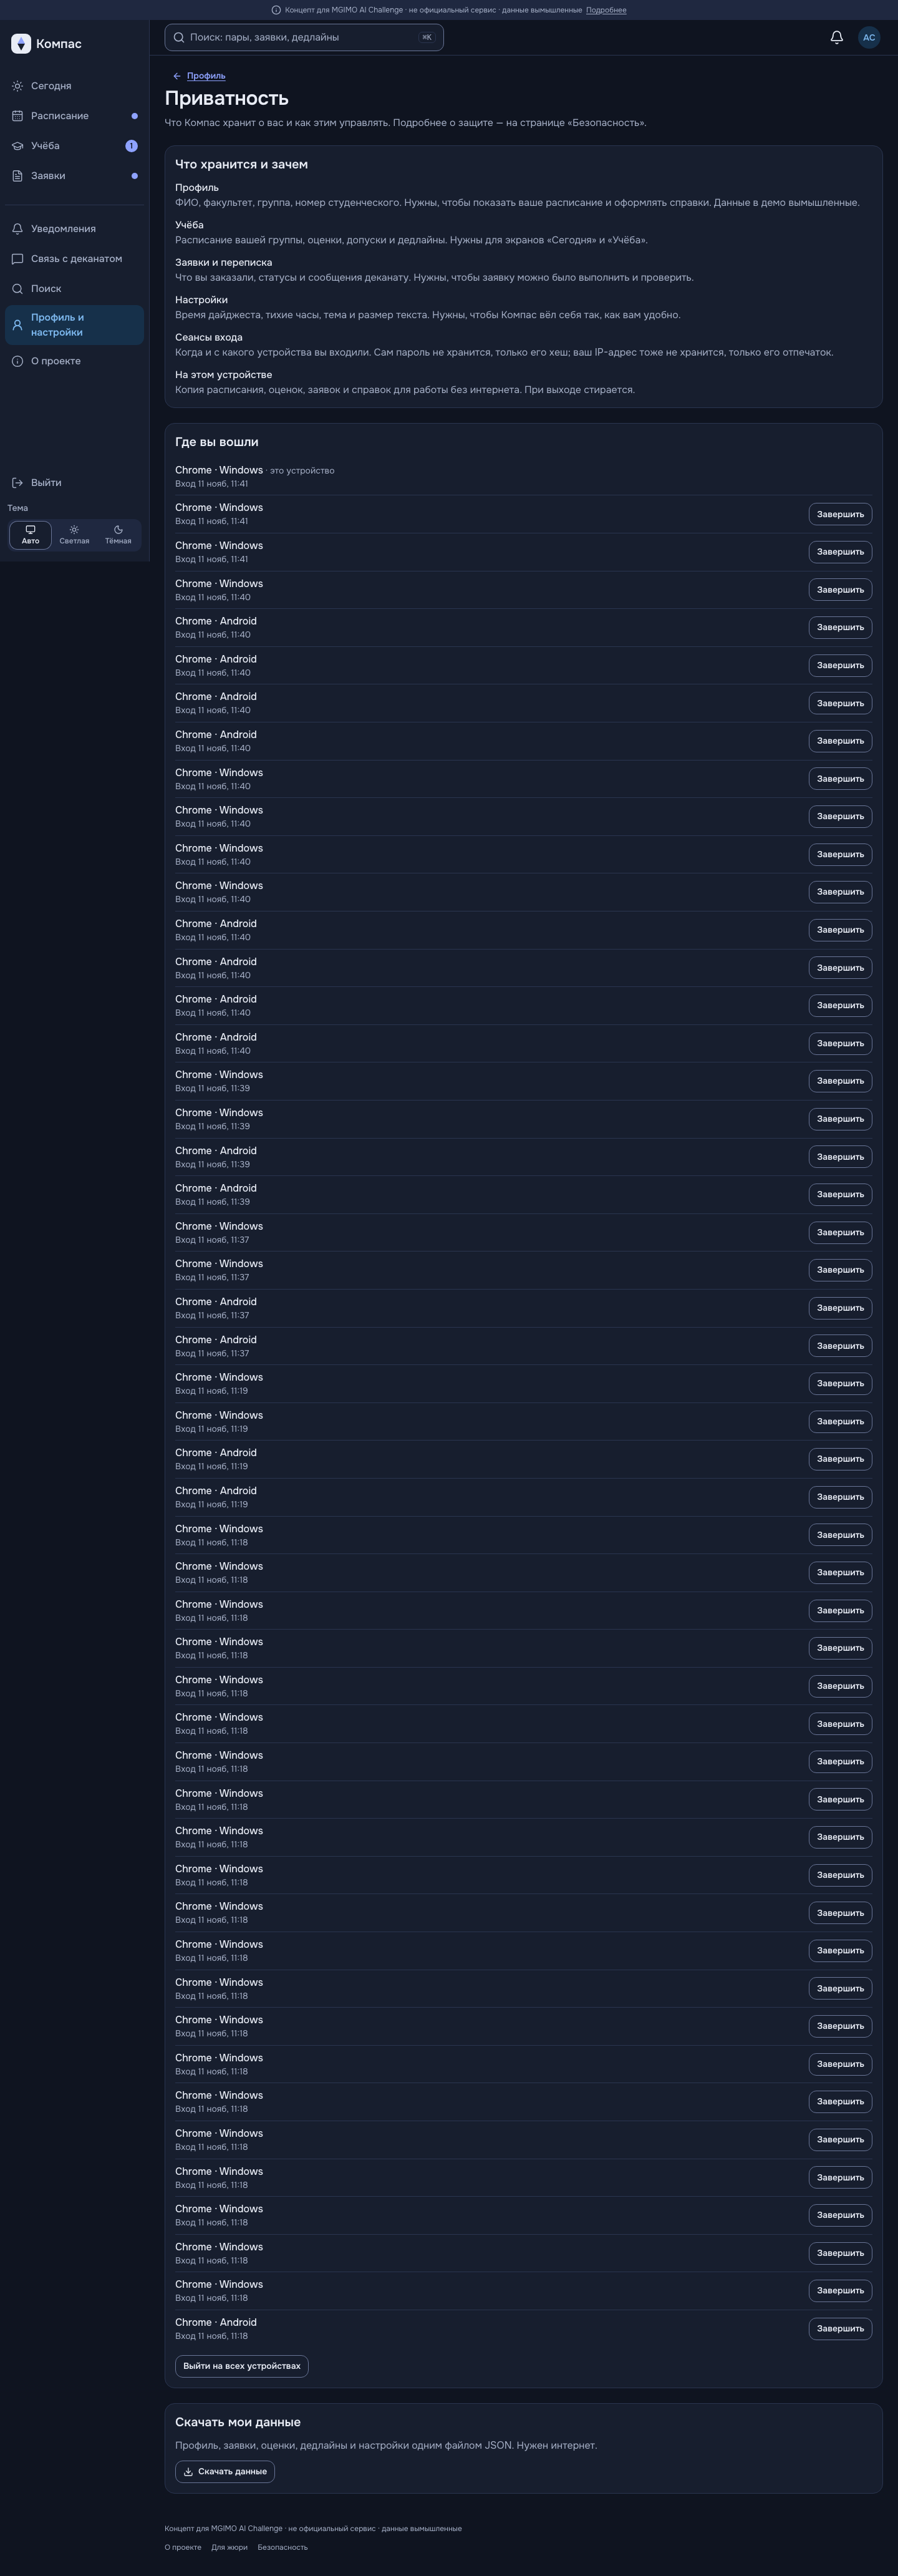 Концепт для MGIMO AI Challenge · не официальный сервис · данные вымышленные Подробнее
Компас
Поиск: пары, заявки, дедлайны
⌘K
АС
Сегодня
Расписание
Учёба
1
Заявки
Уведомления
Связь с деканатом
Поиск
Профиль и
настройки
О проекте
Выйти
Тема
Авто
Светлая
Тёмная
Профиль
Приватность
Что Компас хранит о вас и как этим управлять. Подробнее о защите — на странице «Безопасность».
Что хранится и зачем
Профиль
ФИО, факультет, группа, номер студенческого. Нужны, чтобы показать ваше расписание и оформлять справки. Данные в демо вымышленные.
Учёба
Расписание вашей группы, оценки, допуски и дедлайны. Нужны для экранов «Сегодня» и «Учёба».
Заявки и переписка
Что вы заказали, статусы и сообщения деканату. Нужны, чтобы заявку можно было выполнить и проверить.
Настройки
Время дайджеста, тихие часы, тема и размер текста. Нужны, чтобы Компас вёл себя так, как вам удобно.
Сеансы входа
Когда и с какого устройства вы входили. Сам пароль не хранится, только его хеш; ваш IP-адрес тоже не хранится, только его отпечаток.
На этом устройстве
Копия расписания, оценок, заявок и справок для работы без интернета. При выходе стирается.
Где вы вошли
Chrome · Windows · это устройство
Вход 11 нояб, 11:41
Chrome · Windows
Вход 11 нояб, 11:41
Завершить
Chrome · Windows
Вход 11 нояб, 11:41
Завершить
Chrome · Windows
Вход 11 нояб, 11:40
Завершить
Chrome · Android
Вход 11 нояб, 11:40
Завершить
Chrome · Android
Вход 11 нояб, 11:40
Завершить
Chrome · Android
Вход 11 нояб, 11:40
Завершить
Chrome · Android
Вход 11 нояб, 11:40
Завершить
Chrome · Windows
Вход 11 нояб, 11:40
Завершить
Chrome · Windows
Вход 11 нояб, 11:40
Завершить
Chrome · Windows
Вход 11 нояб, 11:40
Завершить
Chrome · Windows
Вход 11 нояб, 11:40
Завершить
Chrome · Android
Вход 11 нояб, 11:40
Завершить
Chrome · Android
Вход 11 нояб, 11:40
Завершить
Chrome · Android
Вход 11 нояб, 11:40
Завершить
Chrome · Android
Вход 11 нояб, 11:40
Завершить
Chrome · Windows
Вход 11 нояб, 11:39
Завершить
Chrome · Windows
Вход 11 нояб, 11:39
Завершить
Chrome · Android
Вход 11 нояб, 11:39
Завершить
Chrome · Android
Вход 11 нояб, 11:39
Завершить
Chrome · Windows
Вход 11 нояб, 11:37
Завершить
Chrome · Windows
Вход 11 нояб, 11:37
Завершить
Chrome · Android
Вход 11 нояб, 11:37
Завершить
Chrome · Android
Вход 11 нояб, 11:37
Завершить
Chrome · Windows
Вход 11 нояб, 11:19
Завершить
Chrome · Windows
Вход 11 нояб, 11:19
Завершить
Chrome · Android
Вход 11 нояб, 11:19
Завершить
Chrome · Android
Вход 11 нояб, 11:19
Завершить
Chrome · Windows
Вход 11 нояб, 11:18
Завершить
Chrome · Windows
Вход 11 нояб, 11:18
Завершить
Chrome · Windows
Вход 11 нояб, 11:18
Завершить
Chrome · Windows
Вход 11 нояб, 11:18
Завершить
Chrome · Windows
Вход 11 нояб, 11:18
Завершить
Chrome · Windows
Вход 11 нояб, 11:18
Завершить
Chrome · Windows
Вход 11 нояб, 11:18
Завершить
Chrome · Windows
Вход 11 нояб, 11:18
Завершить
Chrome · Windows
Вход 11 нояб, 11:18
Завершить
Chrome · Windows
Вход 11 нояб, 11:18
Завершить
Chrome · Windows
Вход 11 нояб, 11:18
Завершить
Chrome · Windows
Вход 11 нояб, 11:18
Завершить
Chrome · Windows
Вход 11 нояб, 11:18
Завершить
Chrome · Windows
Вход 11 нояб, 11:18
Завершить
Chrome · Windows
Вход 11 нояб, 11:18
Завершить
Chrome · Windows
Вход 11 нояб, 11:18
Завершить
Chrome · Windows
Вход 11 нояб, 11:18
Завершить
Chrome · Windows
Вход 11 нояб, 11:18
Завершить
Chrome · Windows
Вход 11 нояб, 11:18
Завершить
Chrome · Windows
Вход 11 нояб, 11:18
Завершить
Chrome · Windows
Вход 11 нояб, 11:18
Завершить
Chrome · Android
Вход 11 нояб, 11:18
Завершить
Выйти на всех устройствах
Скачать мои данные
Профиль, заявки, оценки, дедлайны и настройки одним файлом JSON. Нужен интернет.
Скачать данные
Концепт для MGIMO AI Challenge · не официальный сервис · данные вымышленные
О проекте Для жюри Безопасность